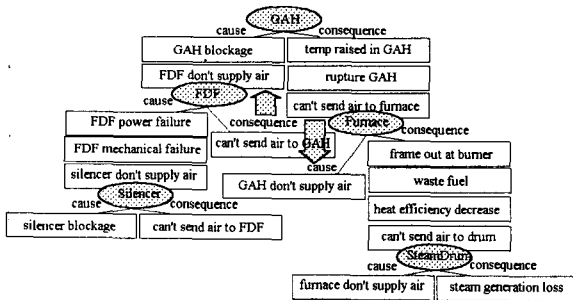 GAH
cause consequence
GAH blockage temp raised in GAH
FDF don't supply air rupture GAH
can't send air to furnace
FDF
cause consequence
FDF power failure can't send air to GAH
FDF mechanical failure
silencer don't supply air
Furnace
cause consequence
GAH don't supply air frame out at burner
waste fuel
heat efficiency decrease
can't send air to drum
Silencer
cause consequence
silencer blockage can't send air to FDF
SteamDrum
cause consequence
furnace don't supply air steam generation loss